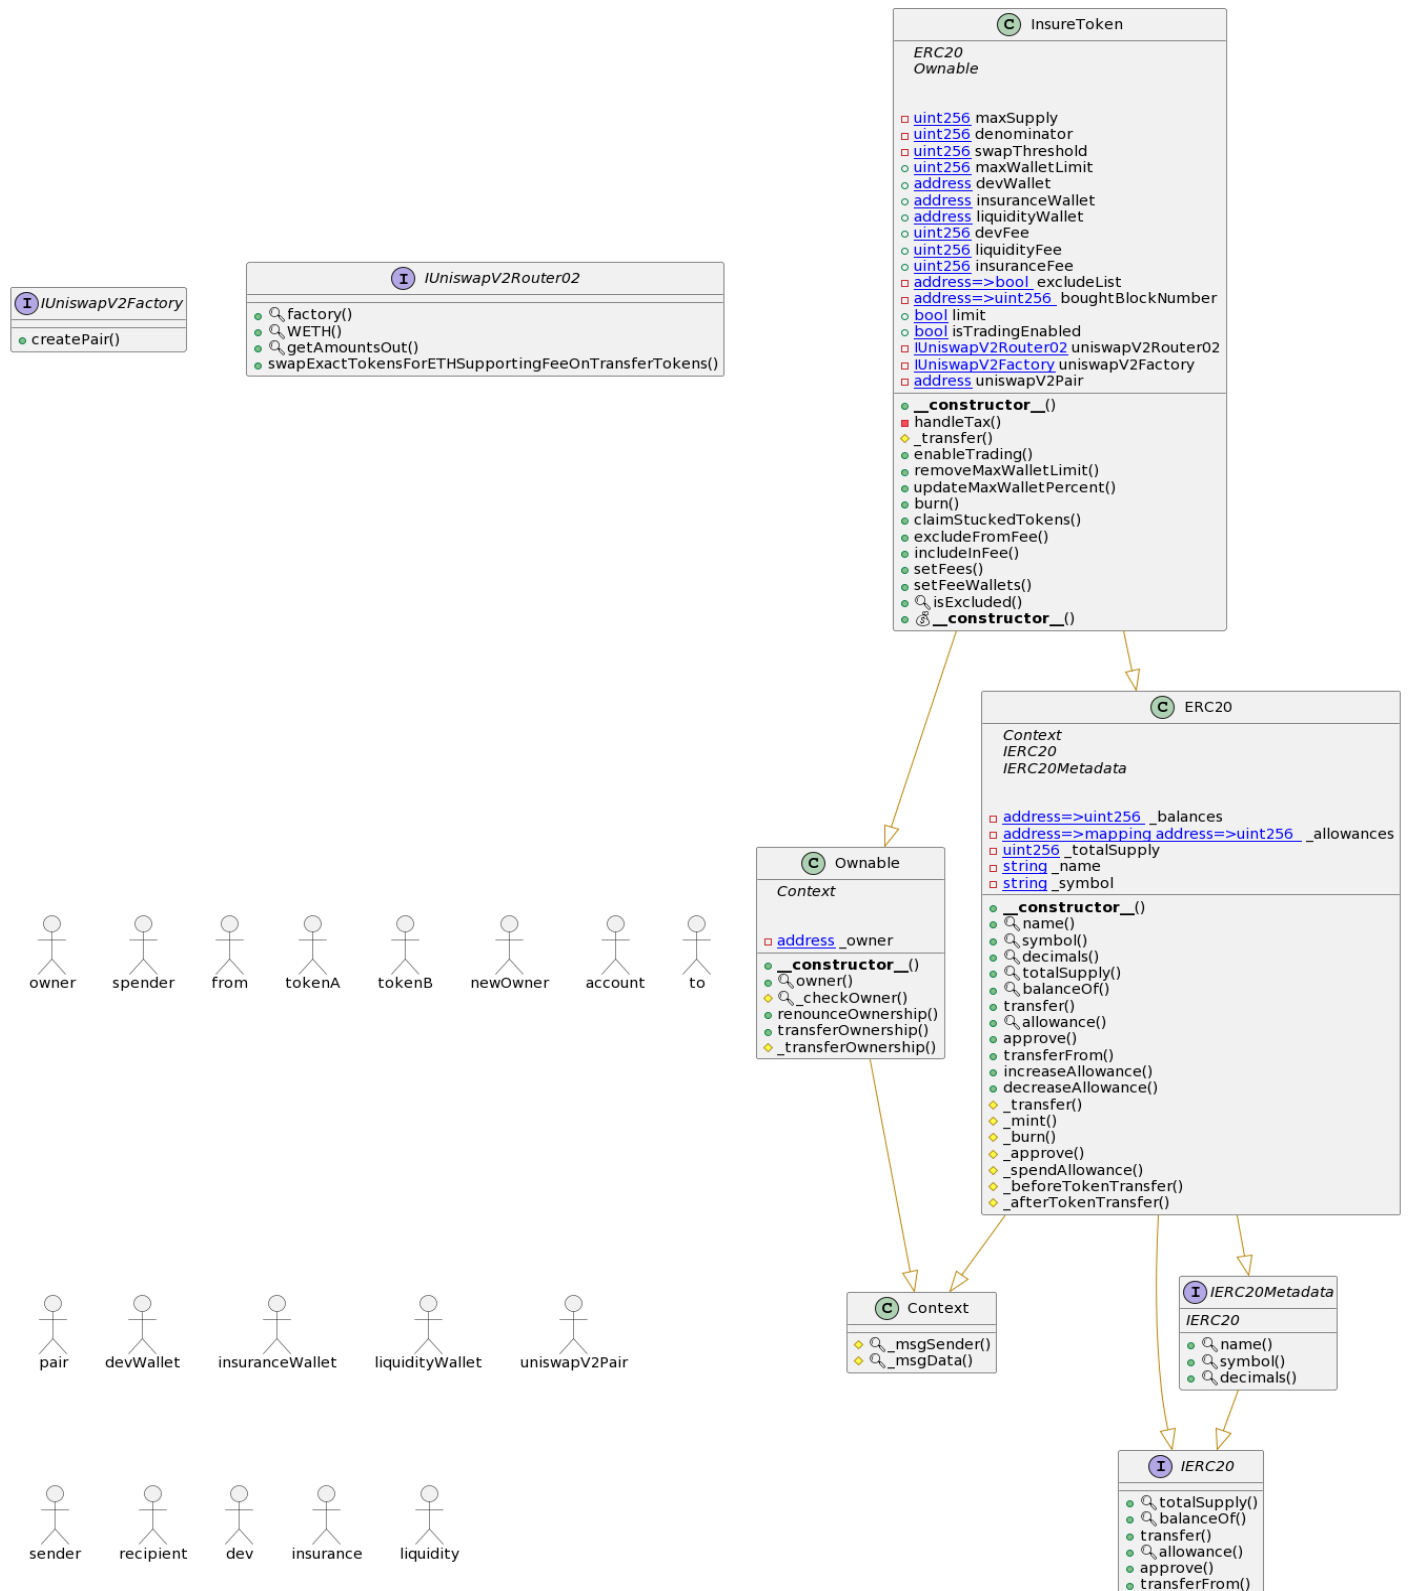 InsureToken
ERC20
Ownable
uint256 maxSupply
uint256 denominator
uint256 swapThreshold
uint256 maxWalletLimit
address devWallet
address insuranceWallet
address liquidityWallet
uint256 devFee
uint256 liquidityFee
uint256 insuranceFee
address=>bool excludeList
address=>uint256 boughtBlockNumber
bool limit
bool isTradingEnabled
IUniswapV2Router02 uniswapV2Router02
IUniswapV2Factory uniswapV2Factory
address uniswapV2Pair
__constructor__()
handleTax()
_transfer()
enableTrading()
removeMaxWalletLimit()
updateMaxWalletPercent()
burn()
claimStuckedTokens()
excludeFromFee()
includeInFee()
setFees()
setFeeWallets()
isExcluded()
__constructor__()
IUniswapV2Factory
createPair()
IUniswapV2Router02
factory()
WETH()
getAmountsOut()
swapExactTokensForETHSupportingFeeOnTransferTokens()
ERC20
Context
IERC20
IERC20Metadata
address=>uint256 _balances
address=>mapping address=>uint256 _allowances
uint256 _totalSupply
string _name
string _symbol
__constructor__()
name()
symbol()
decimals()
totalSupply()
balanceOf()
transfer()
allowance()
approve()
transferFrom()
increaseAllowance()
decreaseAllowance()
_transfer()
_mint()
_burn()
_approve()
_spendAllowance()
_beforeTokenTransfer()
_afterTokenTransfer()
Ownable
Context
address _owner
__constructor__()
owner()
_checkOwner()
renounceOwnership()
transferOwnership()
_transferOwnership()
owner spender from tokenA tokenB newOwner account to
Context
_msgSender()
_msgData()
IERC20Metadata
IERC20
name()
symbol()
decimals()
pair devWallet insuranceWallet liquidityWallet uniswapV2Pair
IERC20
totalSupply()
balanceOf()
transfer()
allowance()
approve()
transferFrom()
sender recipient dev insurance liquidity